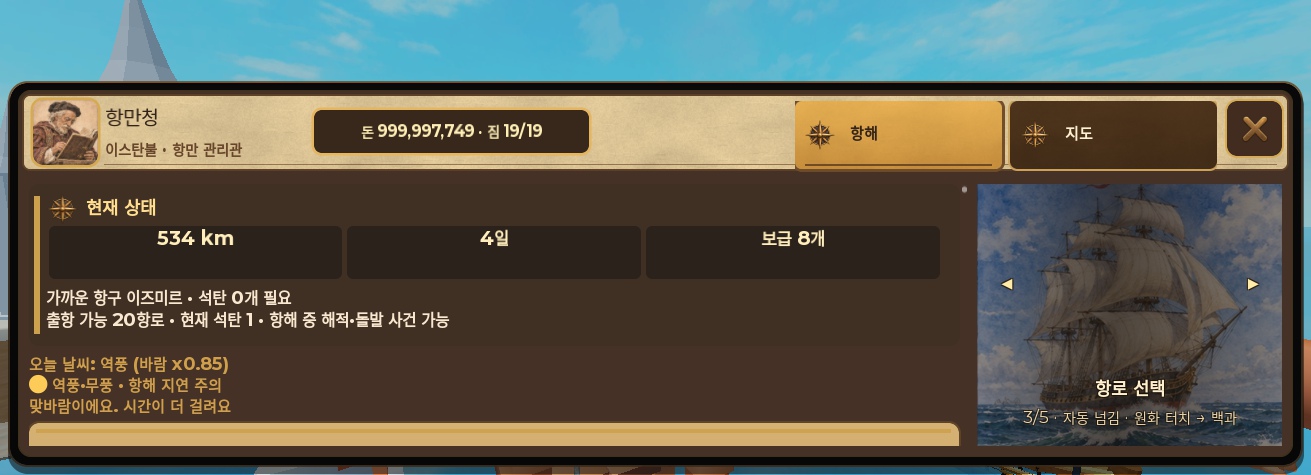 항만청
이스탄불 • 항만 관리관
돈 999,997,749 · 짐 19/19
항해
지도
현재 상태
534 km
4일
보급 8개
가까운 항구 이즈미르 • 석탄 0개 필요
출항 가능 20항로 • 현재 석탄 1 • 항해 중 해적•돌발 사건 가능
오늘 날씨: 역풍 (바람 x0.85)
역풍•무풍 • 항해 지연 주의
맞바람이에요. 시간이 더 걸려요
항로 선택
3/5 · 자동 넘김 · 원화 터치 → 백과